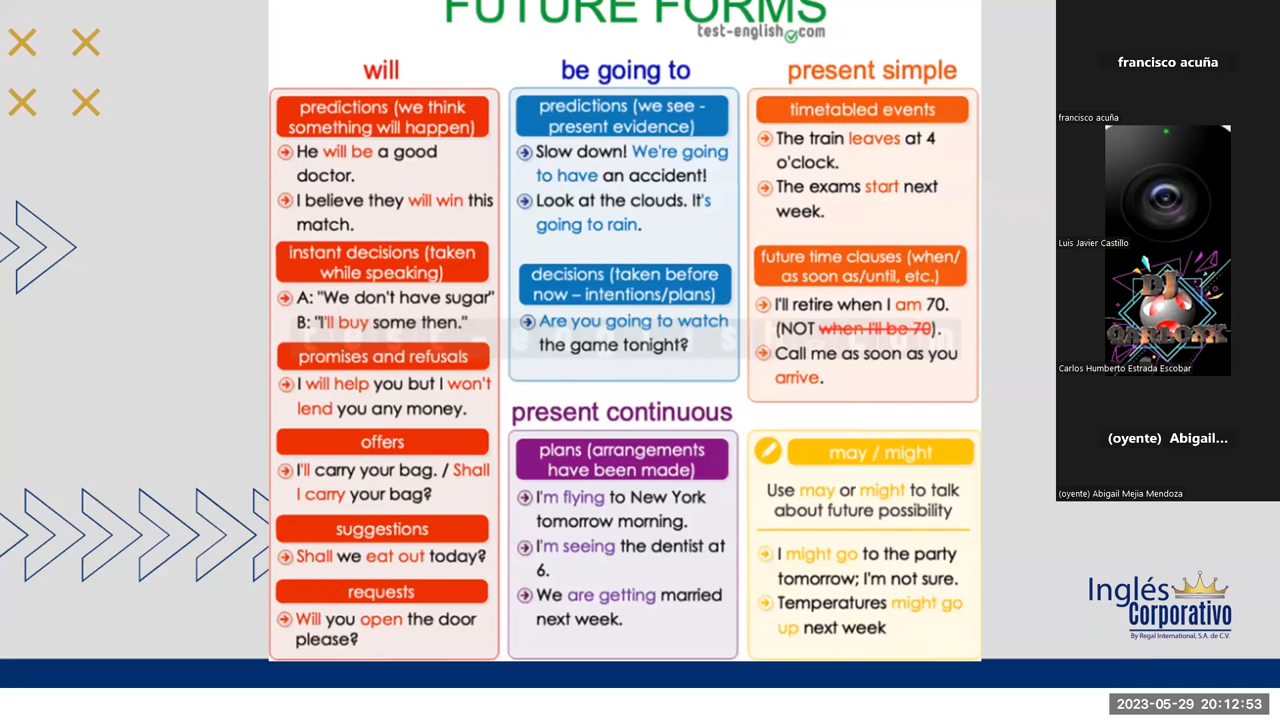 FUTURE FORMS
test-english.com
will
predictions (we think
something will happen)
He will be a good
doctor.
I believe they will win this
match.
instant decisions (taken
while speaking)
A: "We don't have sugar"
B: "I'll buy some then."
promises and refusals
I will help you but I won't
lend you any money.
offers
I'll carry your bag. / Shall
I carry your bag?
suggestions
Shall we eat out today?
requests
Will you open the door
please?
be going to
predictions (we see -
present evidence)
Slow down! We're going
to have an accident!
Look at the clouds. It's
going to rain.
decisions (taken before
now – intentions/plans)
Are you going to watch
the game tonight?
present continuous
plans (arrangements
have been made)
I'm flying to New York
tomorrow morning.
I'm seeing the dentist at
6.
We are getting married
next week.
present simple
timetabled events
The train leaves at 4
o'clock.
The exams start next
week.
future time clauses (when/
as soon as/until, etc.)
I'll retire when I am 70.
(NOT when I'll be 70).
Call me as soon as you
arrive.
may / might
Use may or might to talk
about future possibility
I might go to the party
tomorrow; I'm not sure.
Temperatures might go
up next week
francisco acuña
francisco acuña
Luis Javier Castillo
DJ
CARLOXX
Carlos Humberto Estrada Escobar
(oyente) Abigail...
(oyente) Abigail Mejia Mendoza
Inglés
Corporativo
By Regal International, S.A. de C.V.
2023-05-29 20:12:53